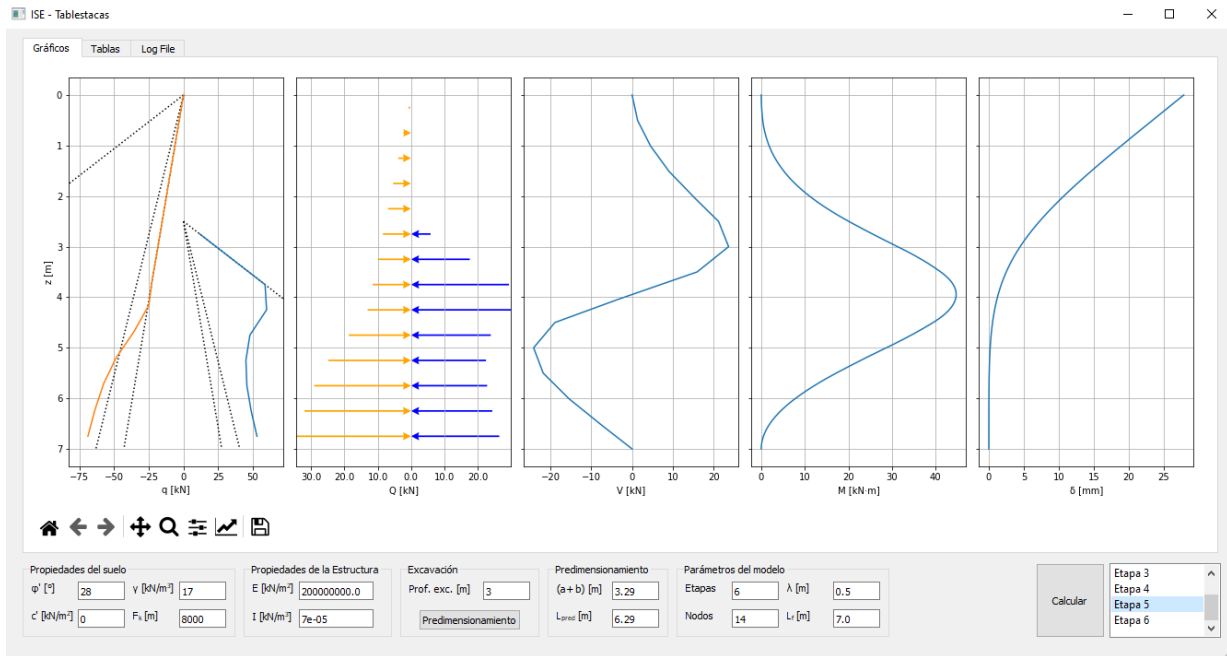 ISE - Tablestacas
Gráficos Tablas Log File
0 1 2 3 4 5 6 7
z [m]
−75 −50 −25 0 25 50
q [kN]
30.0 20.0 10.0 0.0 10.0 20.0
Q [kN]
−20 −10 0 10 20
V [kN]
0 10 20 30 40
M [kN·m]
0 5 10 15 20 25
δ [mm]
Propiedades del suelo
φ' [º] 28 γ [kN/m³] 17
c' [kN/m²] 0 Fₕ [m] 8000
Propiedades de la Estructura
E [kN/m²] 200000000.0
I [kN/m²] 7e-05
Excavación
Prof. exc. [m] 3
Predimensionamiento
Predimensionamiento
(a+b) [m] 3.29
Lₚᵣₑd [m] 6.29
Parámetros del modelo
Etapas 6 λ [m] 0.5
Nodos 14 Lf [m] 7.0
Calcular
Etapa 3
Etapa 4
Etapa 5
Etapa 6